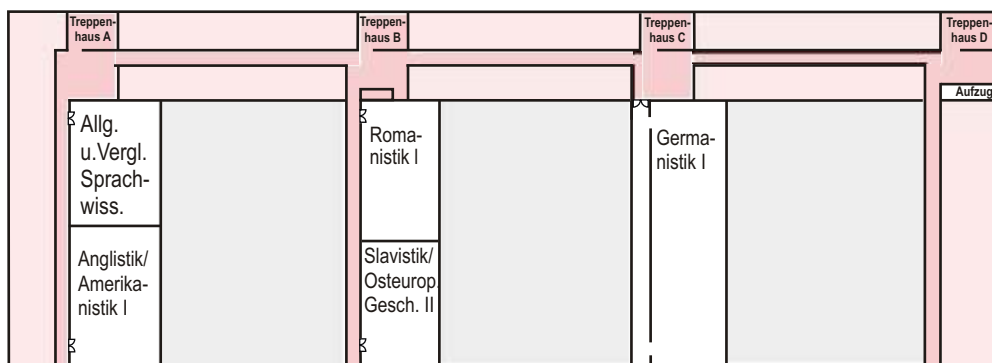 Treppen-
haus A
Treppen-
haus B
Treppen-
haus C
Treppen-
haus D
Aufzug
Allg.
u.Vergl.
Sprach-
wiss.
Roma-
nistik I
Germa-
nistik I
Anglistik/
Amerika-
nistik I
Slavistik/
Osteurop.
Gesch. II